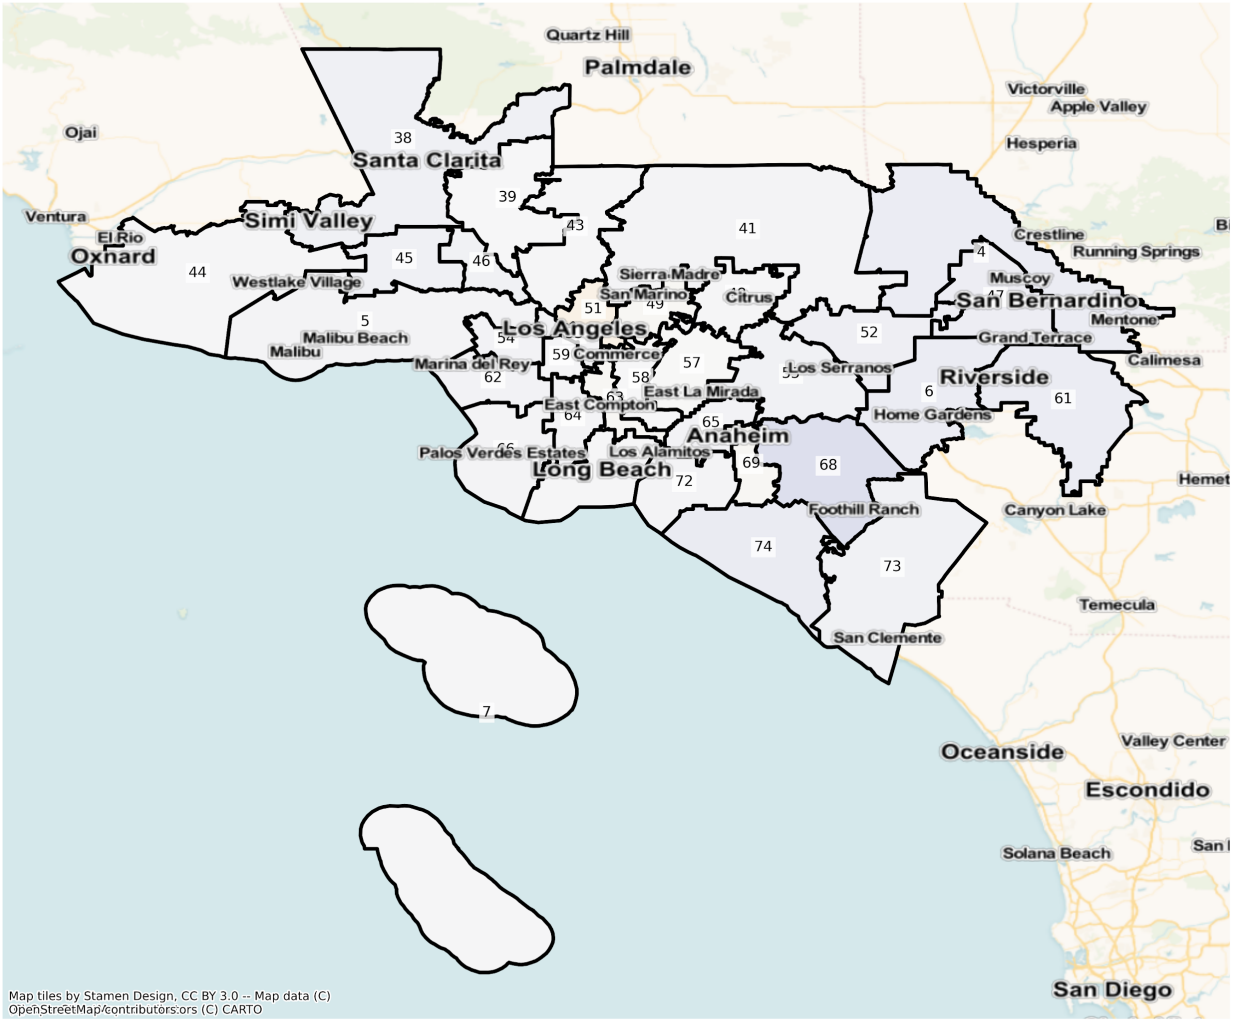 Quartz Hill
Palmdale
Victorville
Apple Valley
Ojai
38
Hesperia
Santa Clarita
39
Ventura
Simi Valley
43
41
El Rio
Crestline
Oxnard
44
45
46
4
Running Springs
Westlake Village
Sierra Madre
Muscoy
San Marino
49
Citrus
47
San Bernardino
51
5
Los Angeles
Mentone
Malibu Beach
54
52
Grand Terrace
Malibu
59
Commerce
Calimesa
Marina del Rey
57
Los Serranos
62
58
Riverside
East La Mirada
6
61
63
East Compton
64
65
Home Gardens
Anaheim
66
Palos Verdes Estates
Los Alamitos
69
68
Long Beach
72
Hemet
Foothill Ranch
Canyon Lake
74
73
Temecula
San Clemente
7
Oceanside
Valley Center
Escondido
Solana Beach
San Diego
Map tiles by Stamen Design, CC BY 3.0 -- Map data (C)